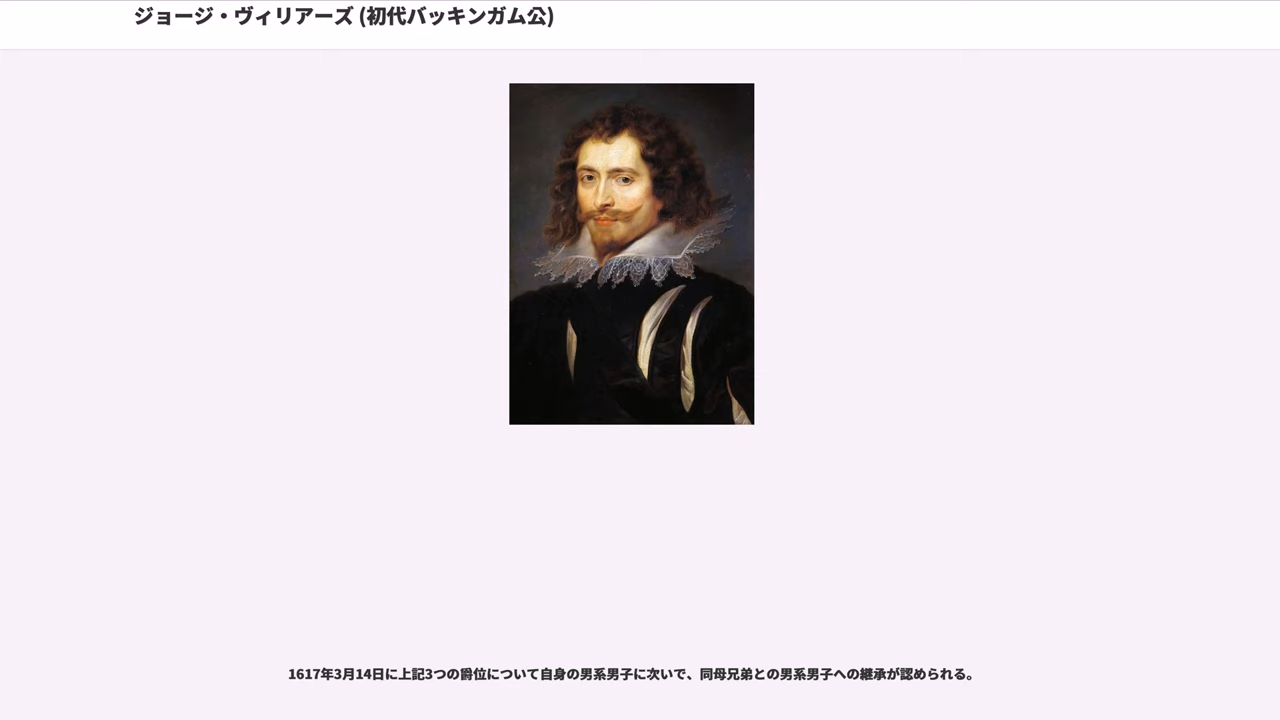 ジョージ・ヴィリアーズ (初代バッキンガム公)
1617年3月14日に上記3つの爵位について自身の男系男子に次いで、同母兄弟との男系男子への継承が認められる。